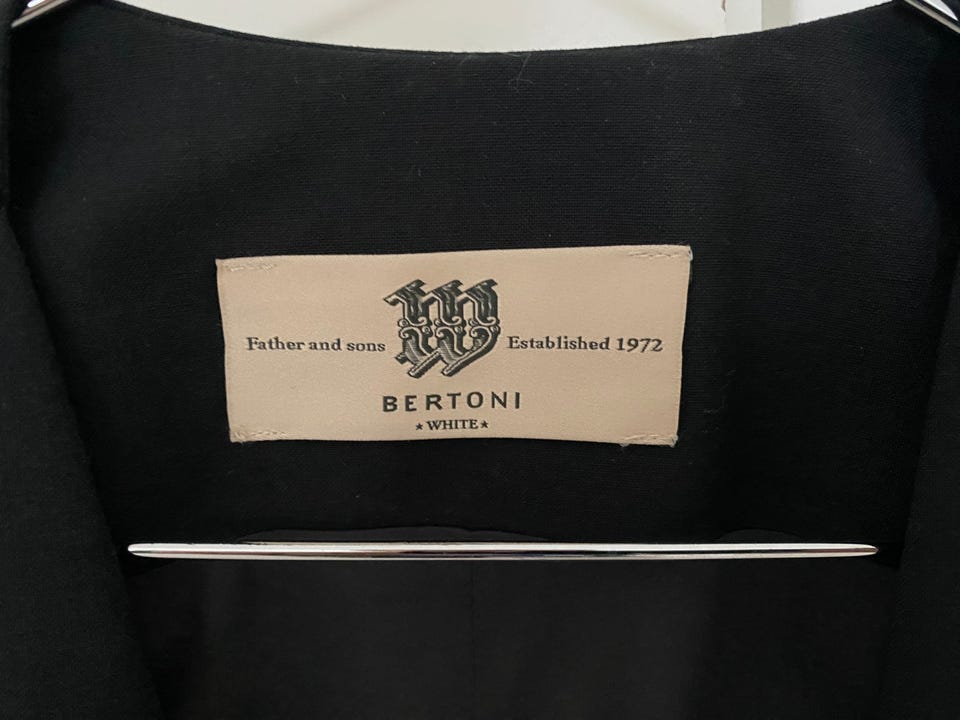 Father and sons W Established 1972
BERTONI
★ WHITE ★